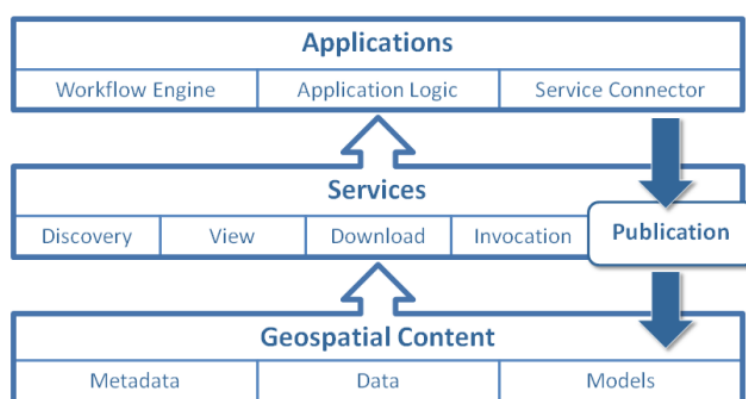 Applications
Workflow Engine Application Logic Service Connector
Services
Discovery View Download Invocation Publication
Geospatial Content
Metadata Data Models